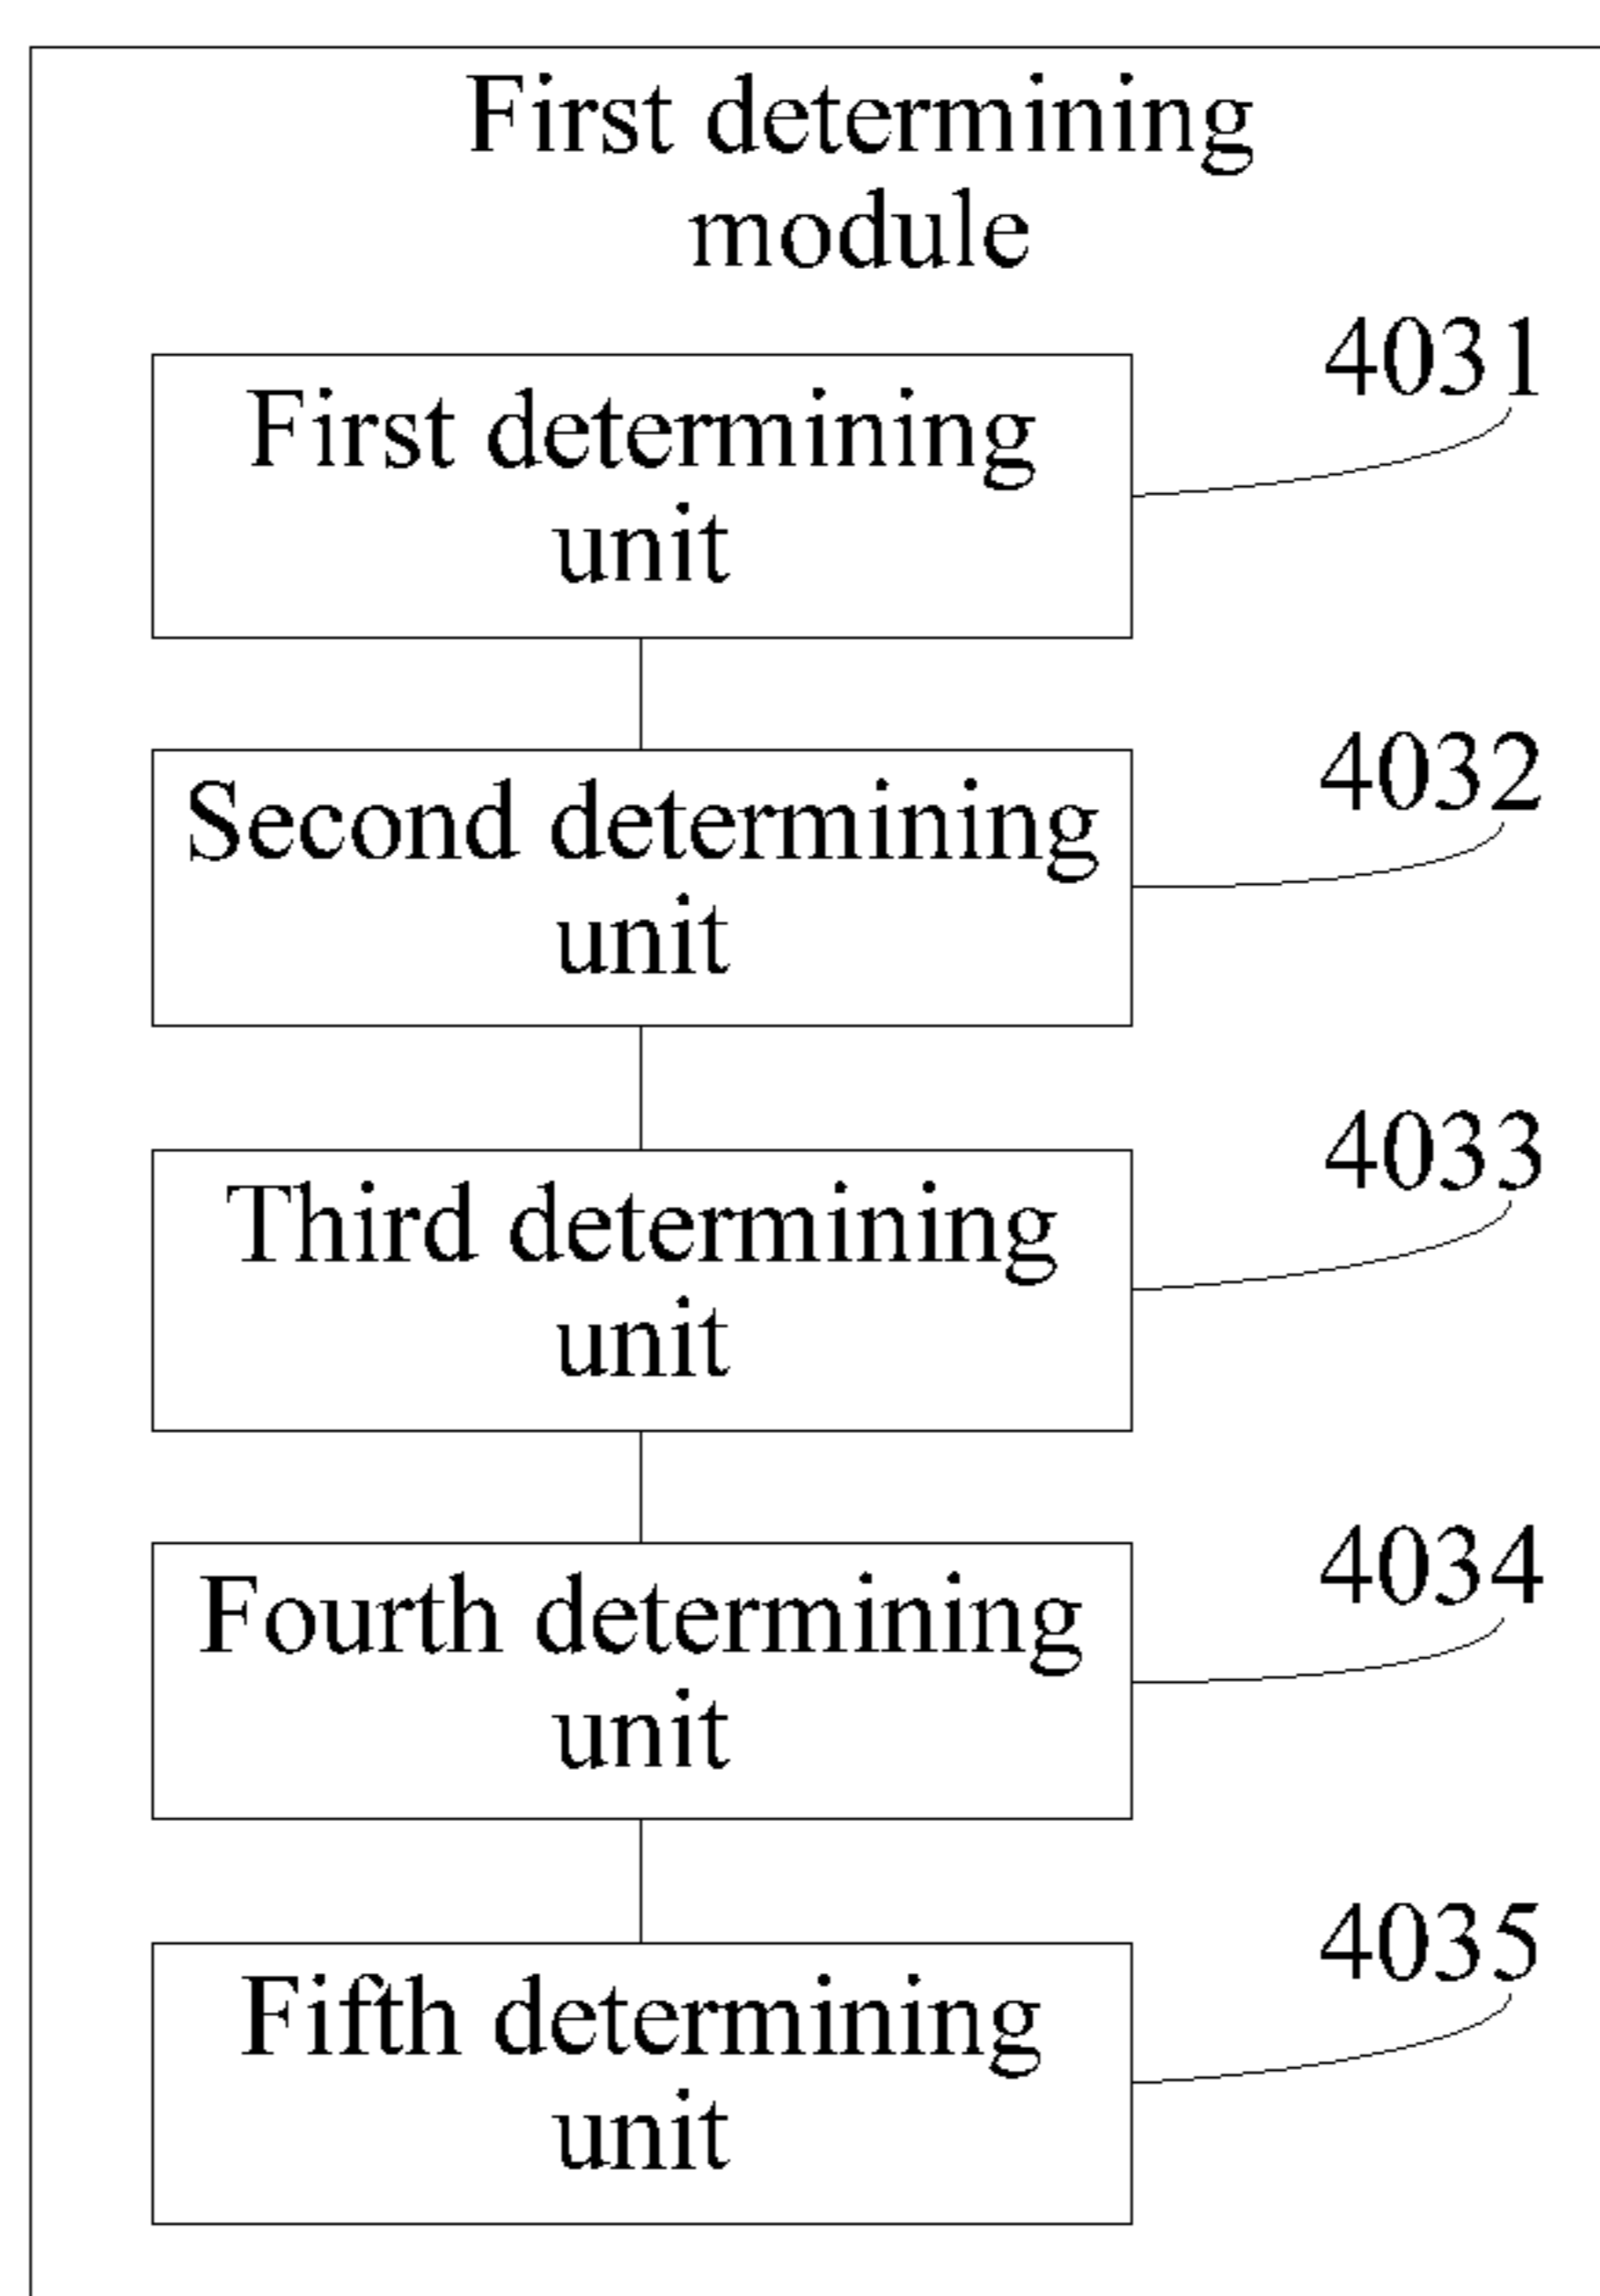 First determining
module
4031
First determining
unit
4032
Second determining
unit
4033
Third determining
unit
4034
Fourth determining
unit
4035
Fifth determining
unit